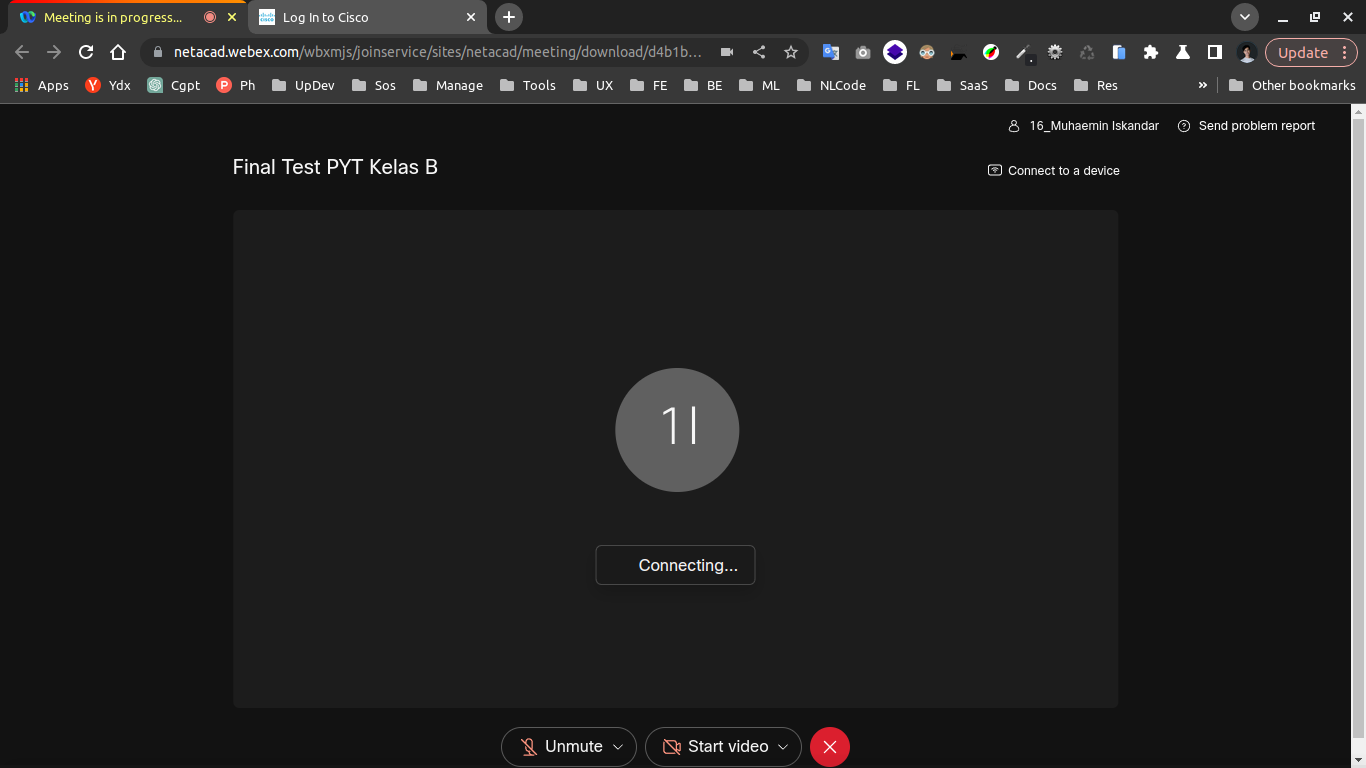 Meeting is in progress...
Log In to Cisco
netacad.webex.com/wbxmjs/joinservice/sites/netacad/meeting/download/d4b1b...
Update
Apps Ydx Cgpt Ph UpDev Sos Manage Tools UX FE BE ML NLCode FL SaaS Docs Res » Other bookmarks
16_Muhaemin Iskandar Send problem report
Final Test PYT Kelas B
Connect to a device
1I
Connecting...
Unmute Start video